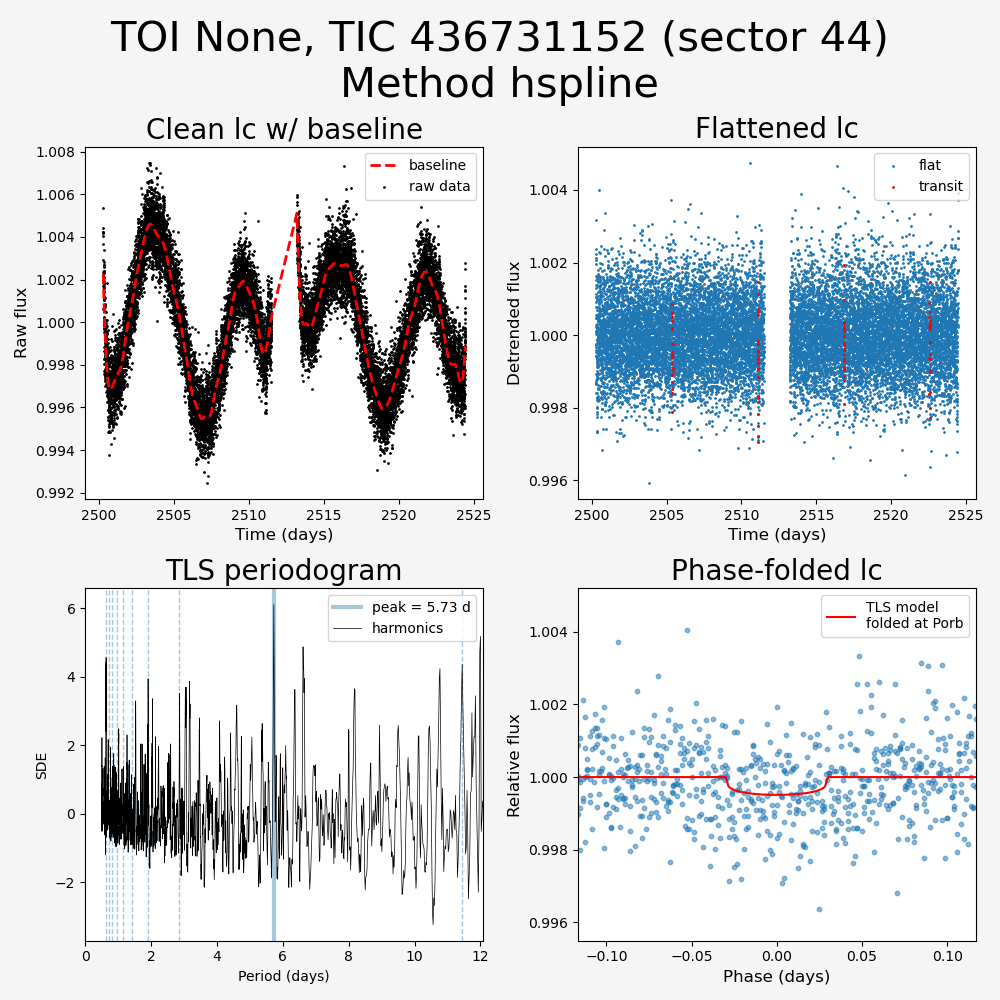 TOI None, TIC 436731152 (sector 44)
Method hspline
Clean lc w/ baseline
Flattened lc
1.008
1.006
1.004
1.002
1.000
0.998
0.996
0.994
0.992
Raw flux
baseline
raw data
2500
2505
2510
2515
2520
2525
Time (days)
1.004
1.002
1.000
0.998
0.996
Detrended flux
flat
transit
2500
2505
2510
2515
2520
2525
Time (days)
TLS periodogram
Phase-folded lc
6
4
2
0
−2
SDE
peak = 5.73 d
harmonics
0
2
4
6
8
10
12
Period (days)
1.004
1.002
1.000
0.998
0.996
Relative flux
TLS model
folded at Porb
−0.10
−0.05
0.00
0.05
0.10
Phase (days)